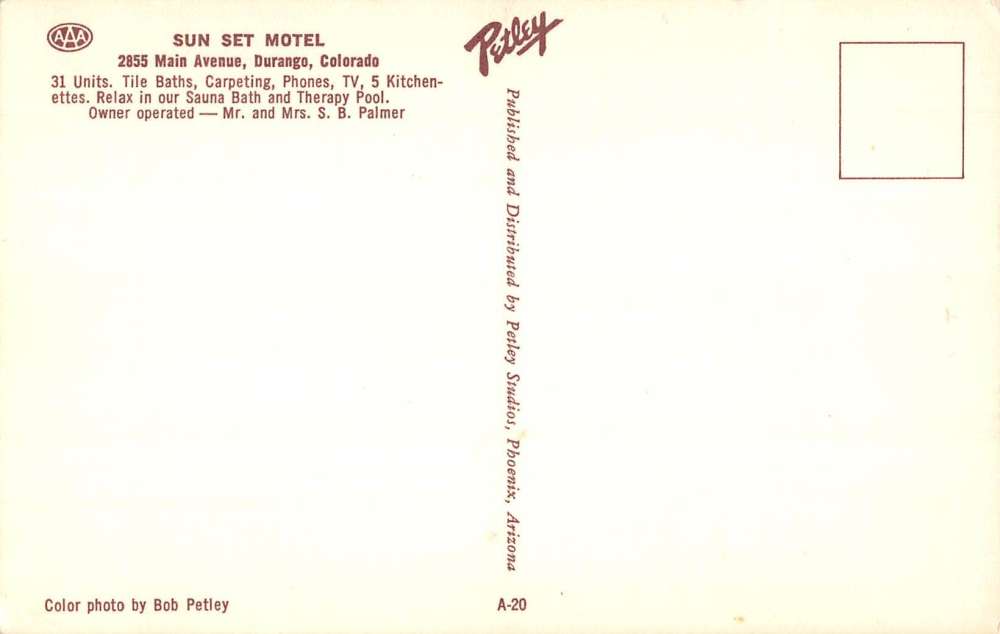 AAA
SUN SET MOTEL
2855 Main Avenue, Durango, Colorado
31 Units. Tile Baths, Carpeting, Phones, TV, 5 Kitchen-
ettes. Relax in our Sauna Bath and Therapy Pool.
Owner operated — Mr. and Mrs. S. B. Palmer
Petley
Published and Distributed by Petley Studios, Phoenix, Arizona
Color photo by Bob Petley
A-20